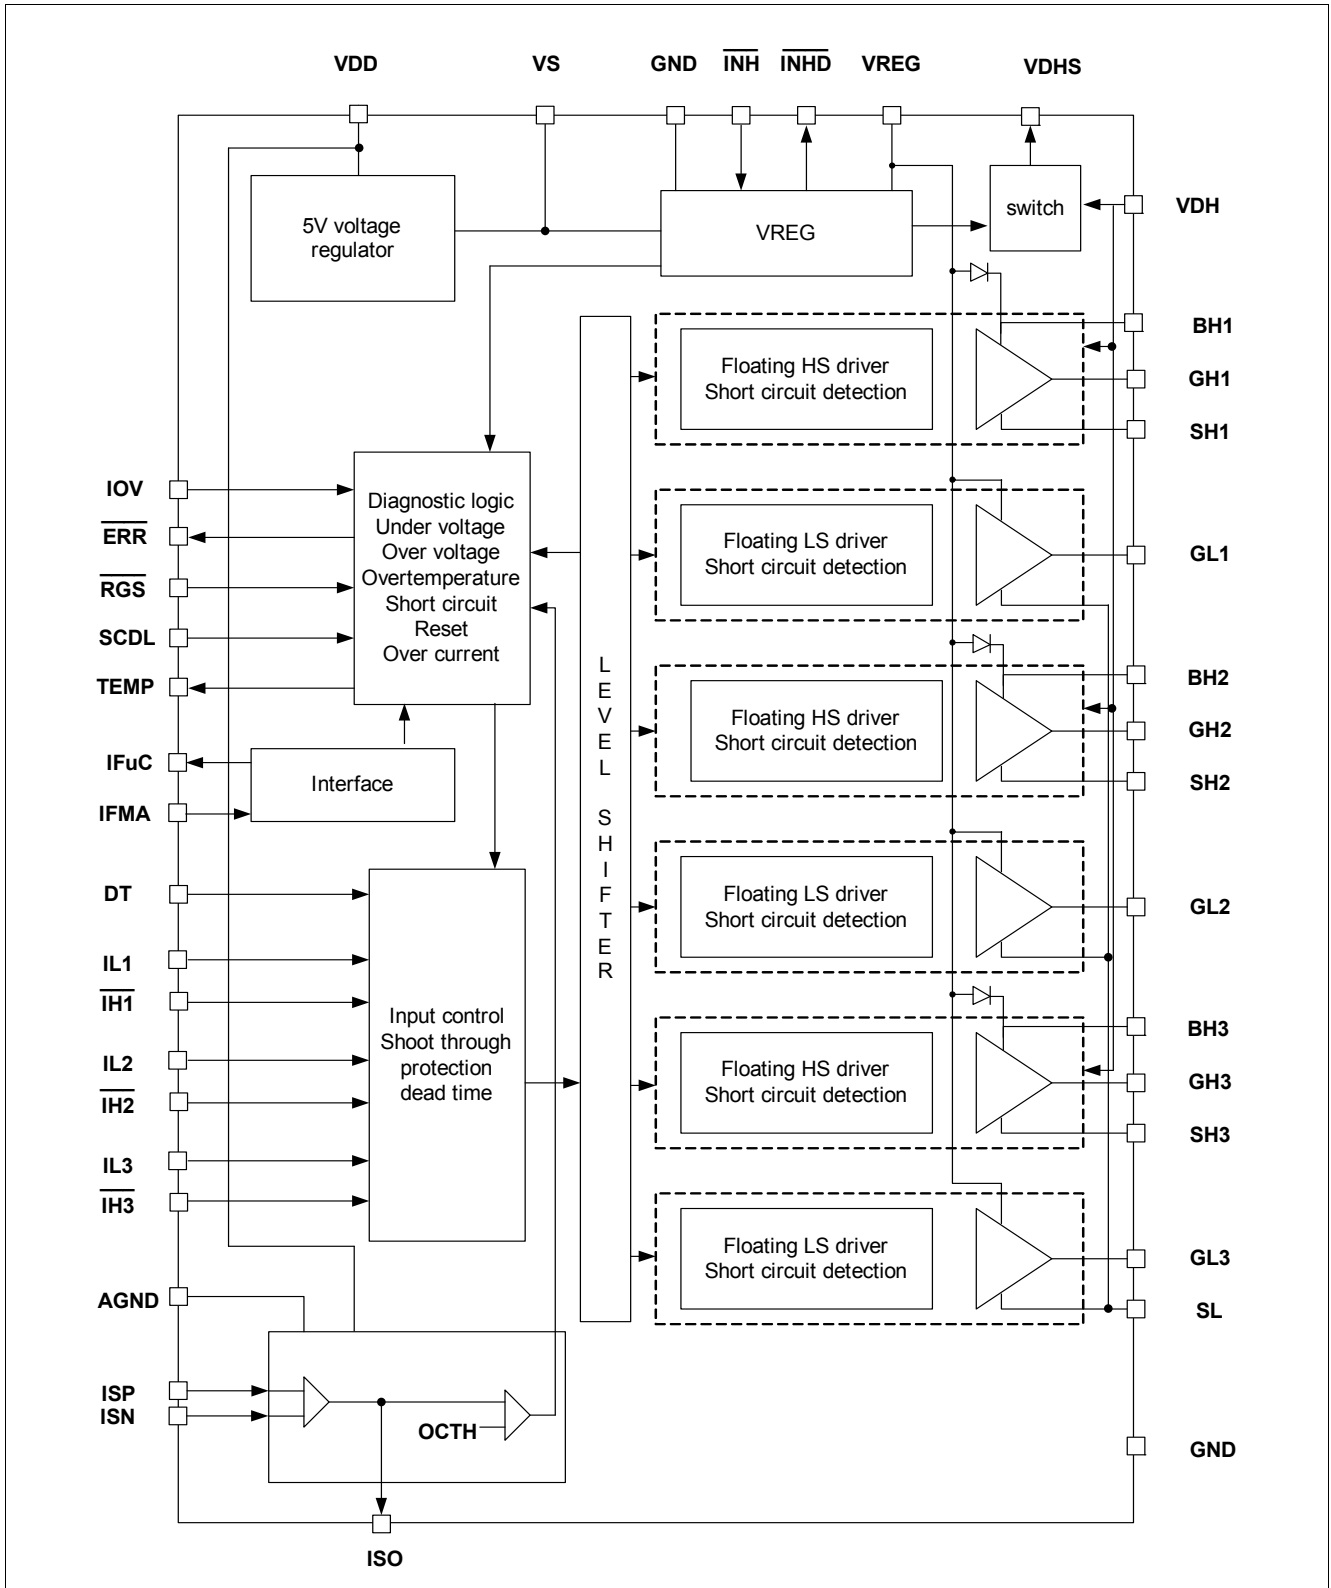 VDD VS GND INH INHD VREG VDHS
5V voltage
regulator
VREG
switch
VDH
Floating HS driver
Short circuit detection
BH1
GH1
SH1
IOV
ERR
RGS
SCDL
TEMP
Diagnostic logic
Under voltage
Over voltage
Overtemperature
Short circuit
Reset
Over current
Floating LS driver
Short circuit detection
GL1
LEVEL SHIFTER
Floating HS driver
Short circuit detection
BH2
GH2
SH2
IFuC
IFMA
Interface
Floating LS driver
Short circuit detection
GL2
DT
IL1
IH1
IL2
IH2
IL3
IH3
Input control
Shoot through
protection
dead time
Floating HS driver
Short circuit detection
BH3
GH3
SH3
Floating LS driver
Short circuit detection
GL3
SL
AGND
ISP
ISN
OCTH
GND
ISO